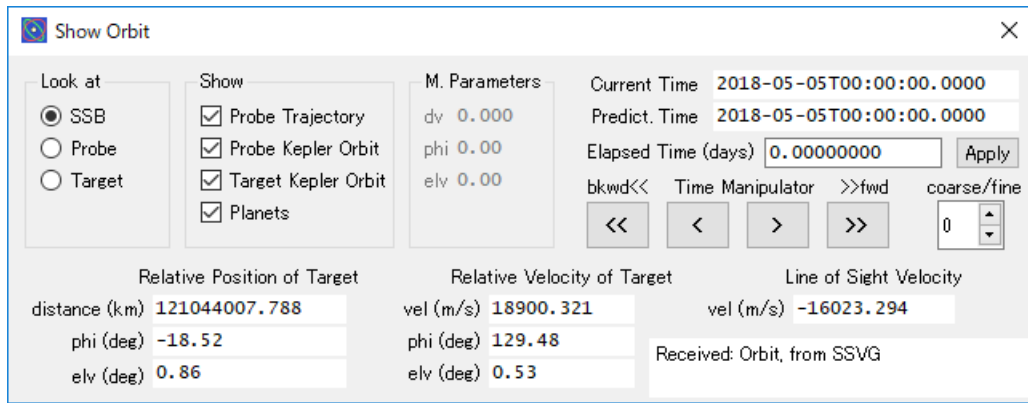 Show Orbit
Look at
SSB
Probe
Target
Show
Probe Trajectory
Probe Kepler Orbit
Target Kepler Orbit
Planets
M. Parameters
dv 0.000
phi 0.00
elv 0.00
Current Time 2018-05-05T00:00:00.0000
Predict. Time 2018-05-05T00:00:00.0000
Elapsed Time (days) 0.00000000 Apply
bkwd<< Time Manipulator >>fwd coarse/fine
<< < > >> 0
Relative Position of Target
distance (km) 121044007.788
phi (deg) -18.52
elv (deg) 0.86
Relative Velocity of Target
vel (m/s) 18900.321
phi (deg) 129.48
elv (deg) 0.53
Line of Sight Velocity
vel (m/s) -16023.294
Received: Orbit, from SSVG